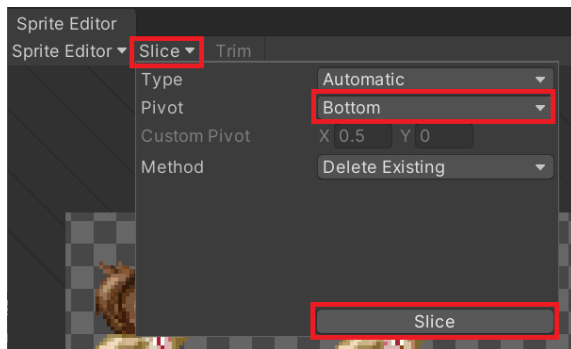 Sprite Editor
Sprite Editor Slice Trim
Type Automatic
Pivot Bottom
Custom Pivot X 0.5 Y 0
Method Delete Existing
Slice